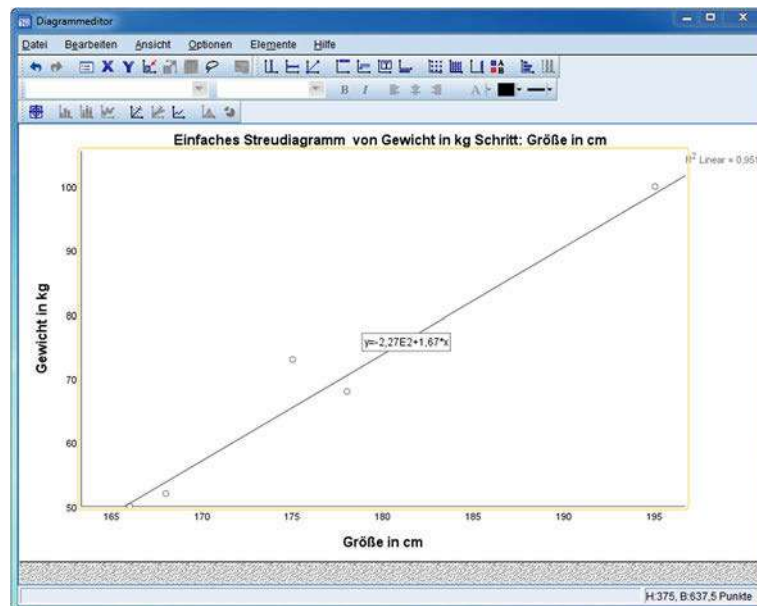 Diagrammeditor
Datei Bearbeiten Ansicht Optionen Elemente Hilfe
X Y
B I A
Einfaches Streudiagramm von Gewicht in kg Schritt: Größe in cm
R² Linear = 0,951
100
90
80
70
60
50
Gewicht in kg
y=-2,27E2+1,67*x
165 170 175 180 185 190 195
Größe in cm
H:375, B:637,5 Punkte